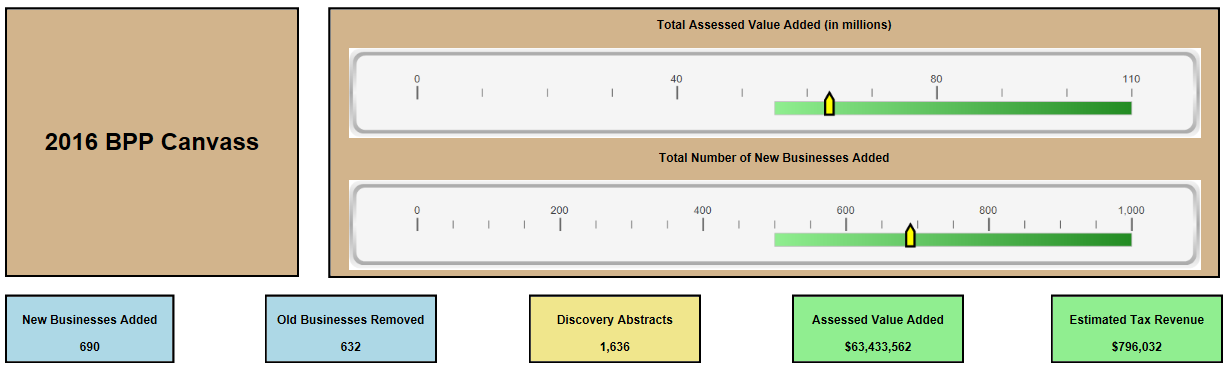 2016 BPP Canvass
Total Assessed Value Added (in millions)
0 40 80 110
Total Number of New Businesses Added
0 200 400 600 800 1,000
New Businesses Added
690
Old Businesses Removed
632
Discovery Abstracts
1,636
Assessed Value Added
$63,433,562
Estimated Tax Revenue
$796,032